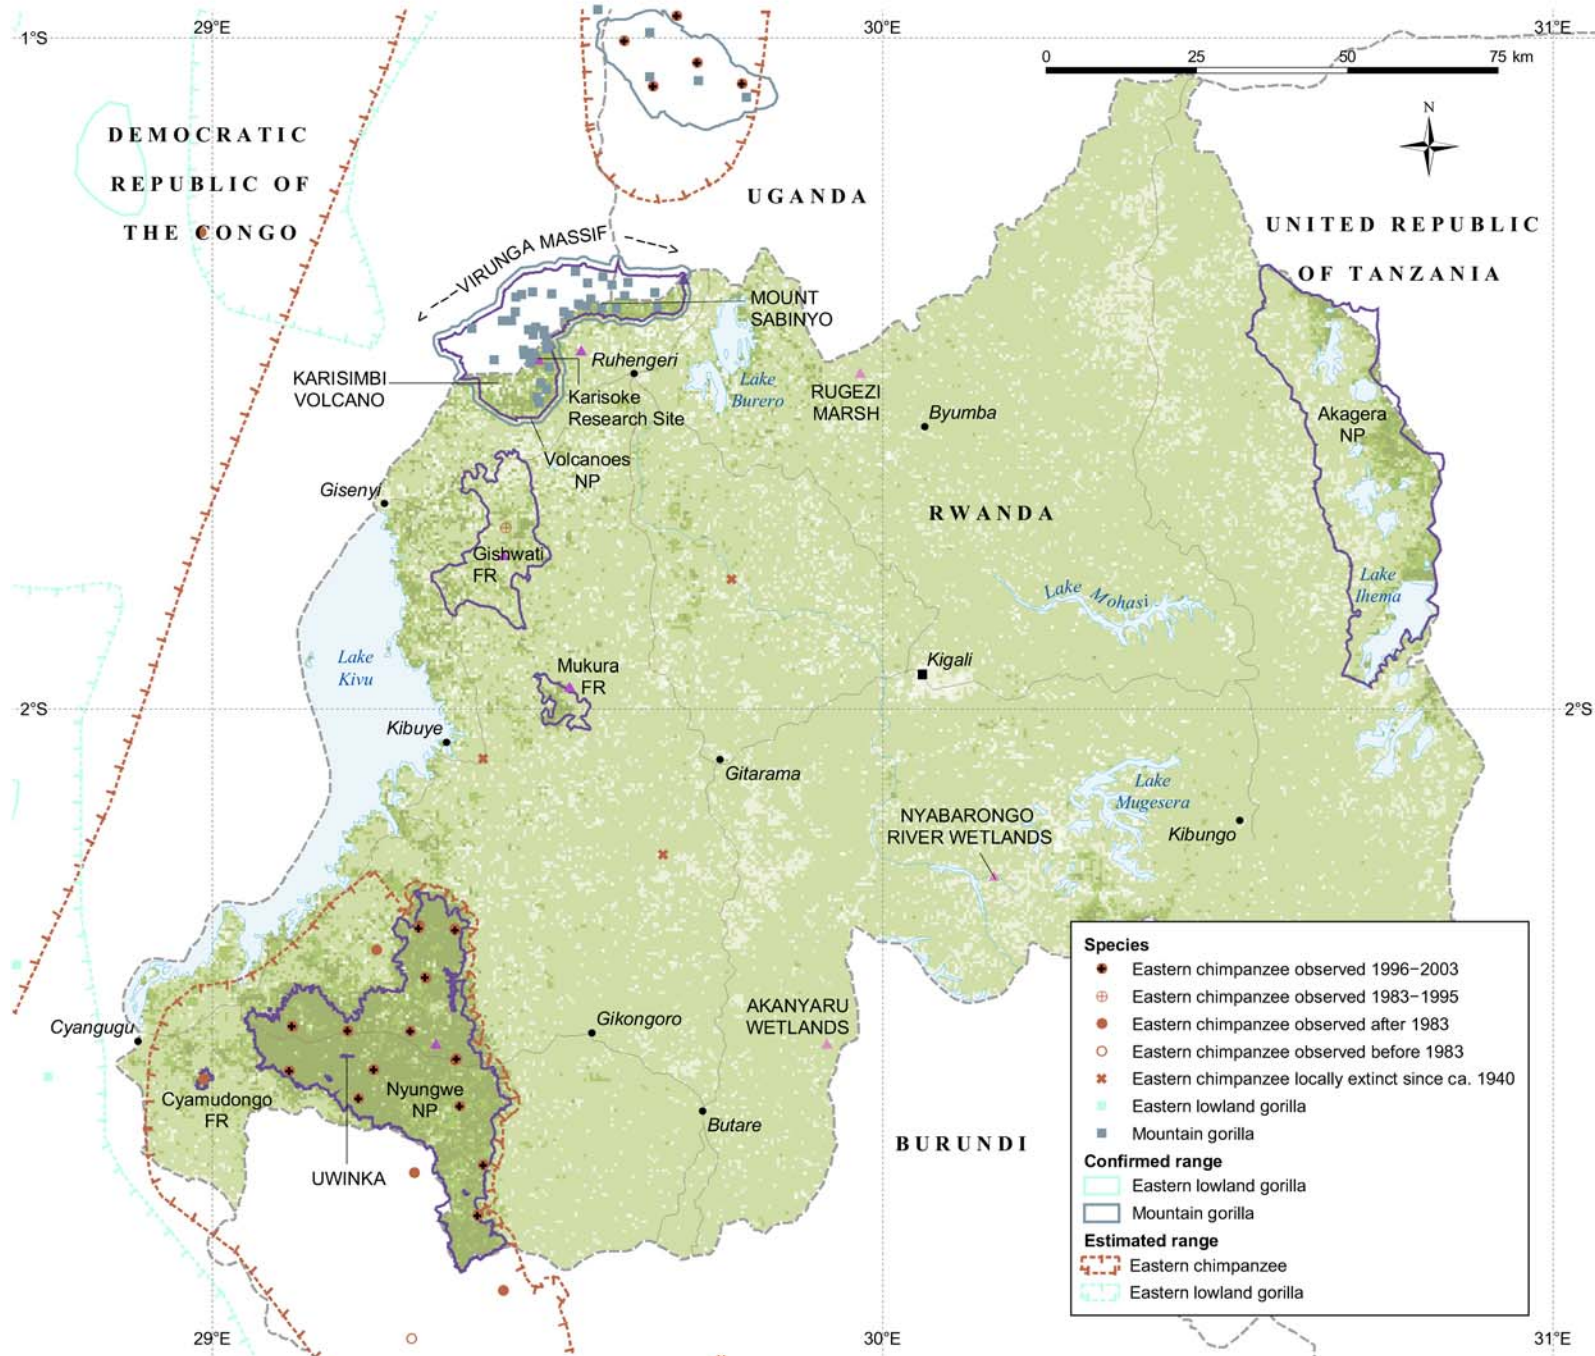 29°E
30°E
31°E
1°S
0 25 50 75 km
N
DEMOCRATIC
REPUBLIC OF
THE CONGO
UGANDA
UNITED REPUBLIC
OF TANZANIA
VIRUNGA MASSIF
MOUNT
SABINYO
KARISIMBI
VOLCANO
Ruhengeri
Karisoke
Research Site
Lake
Burero
RUGEZI
MARSH
Byumba
Akagera
NP
Volcanoes
NP
Gisenyi
RWANDA
Gishwati
FR
Lake Mohasi
Lake
Ihema
Lake
Kivu
Mukura
FR
Kigali
2°S
2°S
Kibuye
Gitarama
Lake
Mugesera
NYABARONGO
RIVER WETLANDS
Kibungo
Cyangugu
Gikongoro
AKANYARU
WETLANDS
Cyamudongo
FR
Nyungwe
NP
Butare
UWINKA
BURUNDI
Species
Eastern chimpanzee observed 1996–2003
Eastern chimpanzee observed 1983–1995
Eastern chimpanzee observed after 1983
Eastern chimpanzee observed before 1983
Eastern chimpanzee locally extinct since ca. 1940
Eastern lowland gorilla
Mountain gorilla
Confirmed range
Eastern lowland gorilla
Mountain gorilla
Estimated range
Eastern chimpanzee
Eastern lowland gorilla
29°E
30°E
31°E